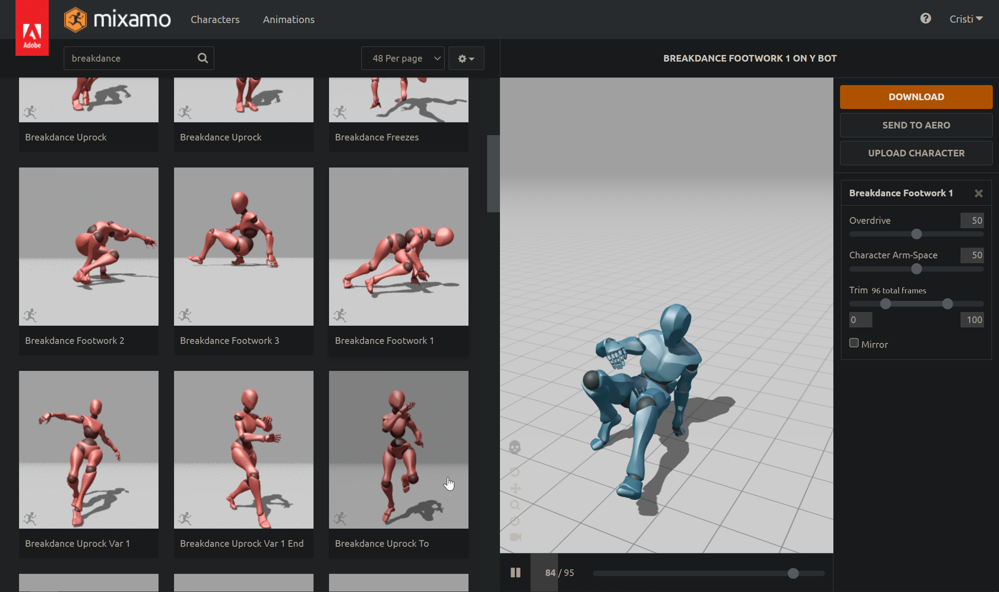 Adobe
mixamo
Characters
Animations
?
Cristi
breakdance
48 Per page
BREAKDANCE FOOTWORK 1 ON Y BOT
Breakdance Uprock
Breakdance Uprock
Breakdance Freezes
Breakdance Footwork 2
Breakdance Footwork 3
Breakdance Footwork 1
Breakdance Uprock Var 1
Breakdance Uprock Var 1 End
Breakdance Uprock To
84 / 95
DOWNLOAD
SEND TO AERO
UPLOAD CHARACTER
Breakdance Footwork 1
Overdrive 50
Character Arm-Space 50
Trim 96 total frames
0 100
Mirror